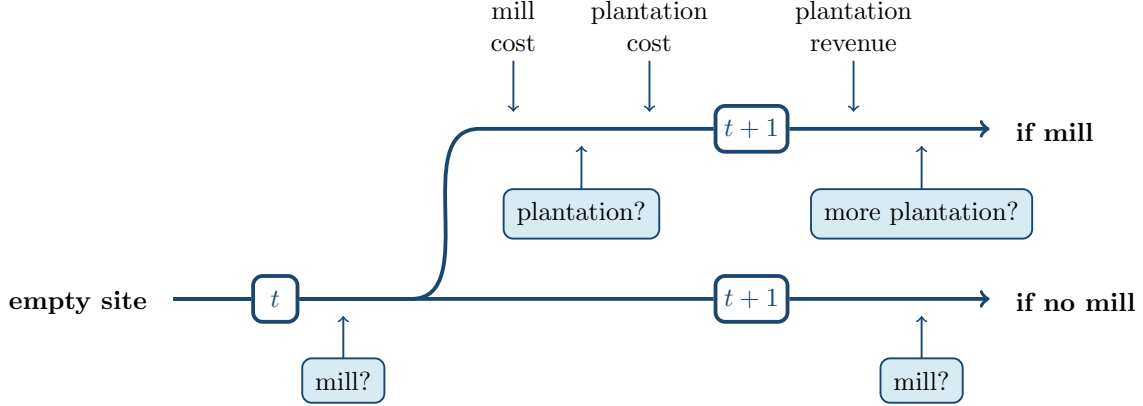 mill
cost
plantation
cost
plantation
revenue
t + 1
if mill
plantation?
more plantation?
empty site
t
t + 1
if no mill
mill?
mill?